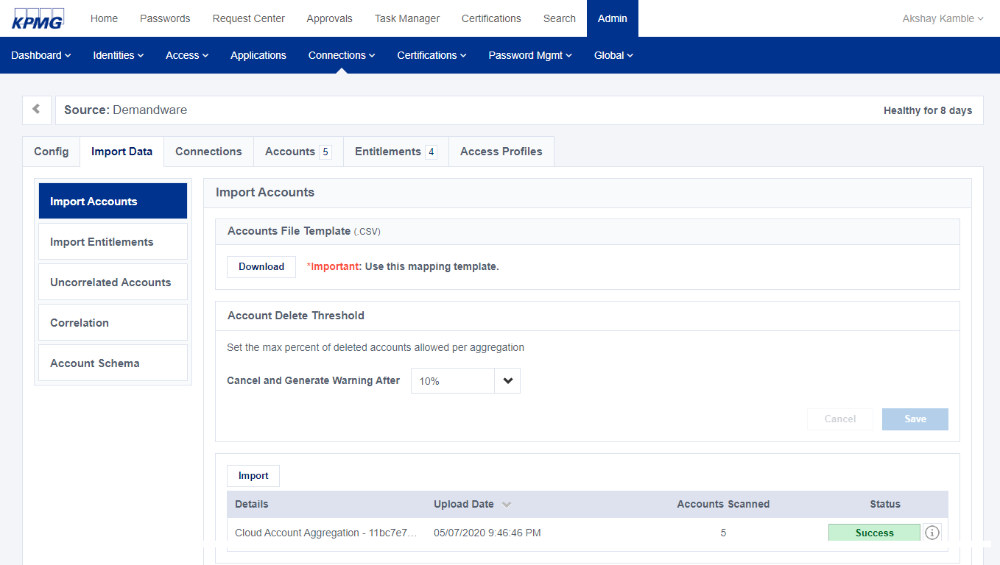 KPMG Home Passwords Request Center Approvals Task Manager Certifications Search Admin Akshay Kamble
Dashboard Identities Access Applications Connections Certifications Password Mgmt Global
Source: Demandware Healthy for 8 days
Config Import Data Connections Accounts 5 Entitlements 4 Access Profiles
Import Accounts
Import Entitlements
Uncorrelated Accounts
Correlation
Account Schema
Import Accounts
Accounts File Template (.CSV)
Download *Important: Use this mapping template.
Account Delete Threshold
Set the max percent of deleted accounts allowed per aggregation
Cancel and Generate Warning After 10%
Cancel Save
Import
Details Upload Date Accounts Scanned Status
Cloud Account Aggregation - 11bc7e7... 05/07/2020 9:46:46 PM 5 Success